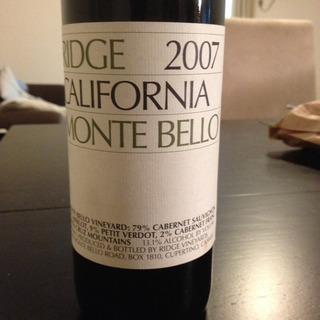 RIDGE 2007
CALIFORNIA
MONTE BELLO
BELLO VINEYARD: 79% CABERNET SAUVIGNON
MERLOT, 9% PETIT VERDOT, 2% CABERNET FRANC
MOUNTAINS 13.1% ALCOHOL BY VOLUME
PRODUCED & BOTTLED BY RIDGE VINEYARDS
BELLO ROAD, BOX 1810, CUPERTINO,